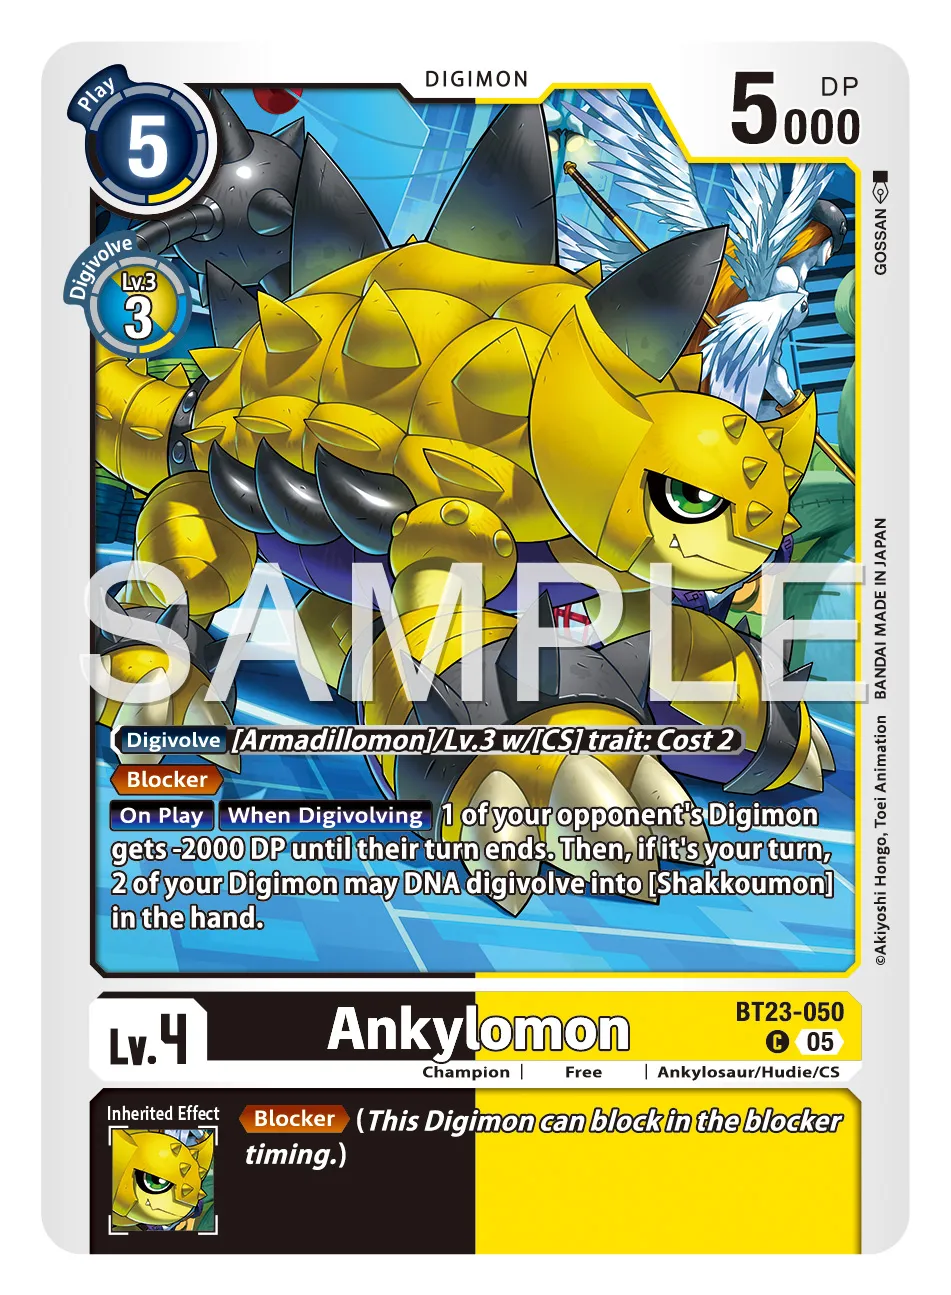 DIGIMON
Play
5
DP
5000
Digivolve
Lv.3
3
GOSSAN
BANDAI MADE IN JAPAN
©Akiyoshi Hongo, Toei Animation
SAMPLE
Digivolve [Armadillomon]/Lv.3 w/[CS] trait: Cost 2
Blocker
On Play When Digivolving 1 of your opponent's Digimon
gets -2000 DP until their turn ends. Then, if it's your turn,
2 of your Digimon may DNA digivolve into [Shakkoumon]
in the hand.
Lv.4
Ankylomon
BT23-050
C 05
Champion | Free | Ankylosaur/Hudie/CS
Inherited Effect
Blocker (This Digimon can block in the blocker
timing.)